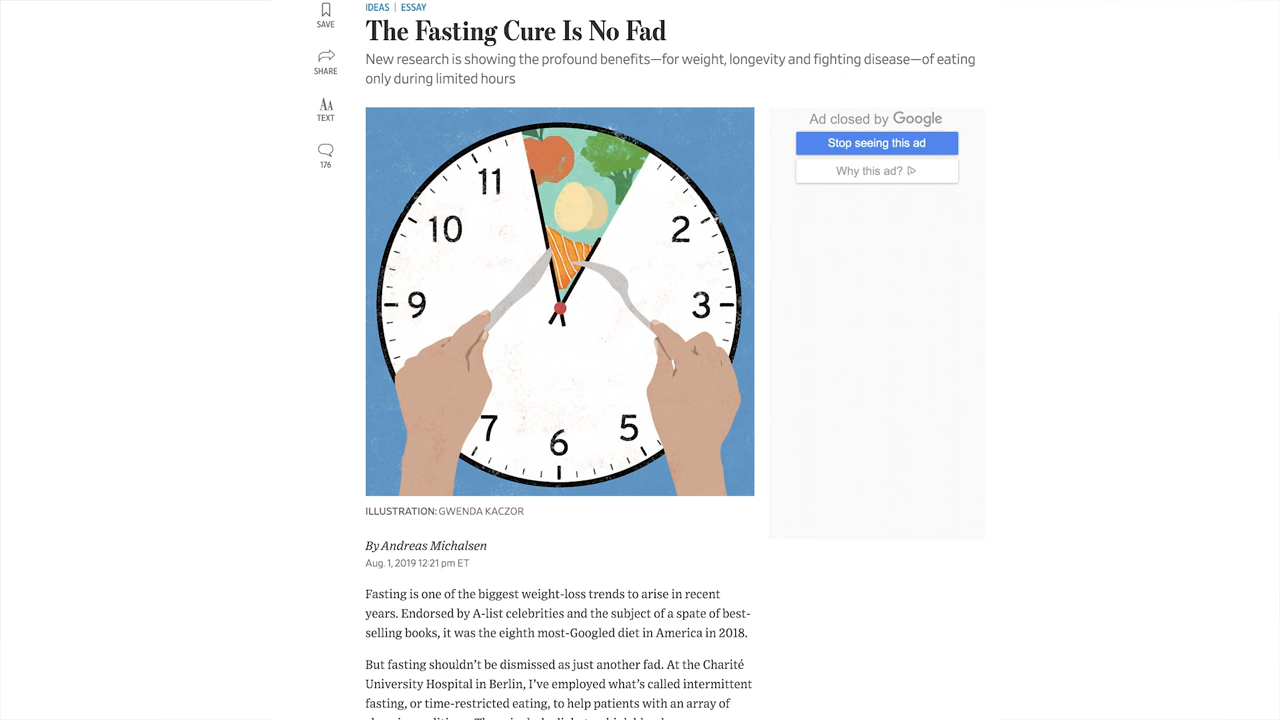 SAVE
SHARE
AA
TEXT
176
IDEAS | ESSAY
The Fasting Cure Is No Fad
New research is showing the profound benefits—for weight, longevity and fighting disease—of eating
only during limited hours
11
10
9
7
6
5
3
2
Ad closed by Google
Stop seeing this ad
Why this ad?
ILLUSTRATION: GWENDA KACZOR
By Andreas Michalsen
Aug. 1, 2019 12:21 pm ET
Fasting is one of the biggest weight-loss trends to arise in recent
years. Endorsed by A-list celebrities and the subject of a spate of best-
selling books, it was the eighth most-Googled diet in America in 2018.
But fasting shouldn't be dismissed as just another fad. At the Charité
University Hospital in Berlin, I've employed what's called intermittent
fasting, or time-restricted eating, to help patients with an array of